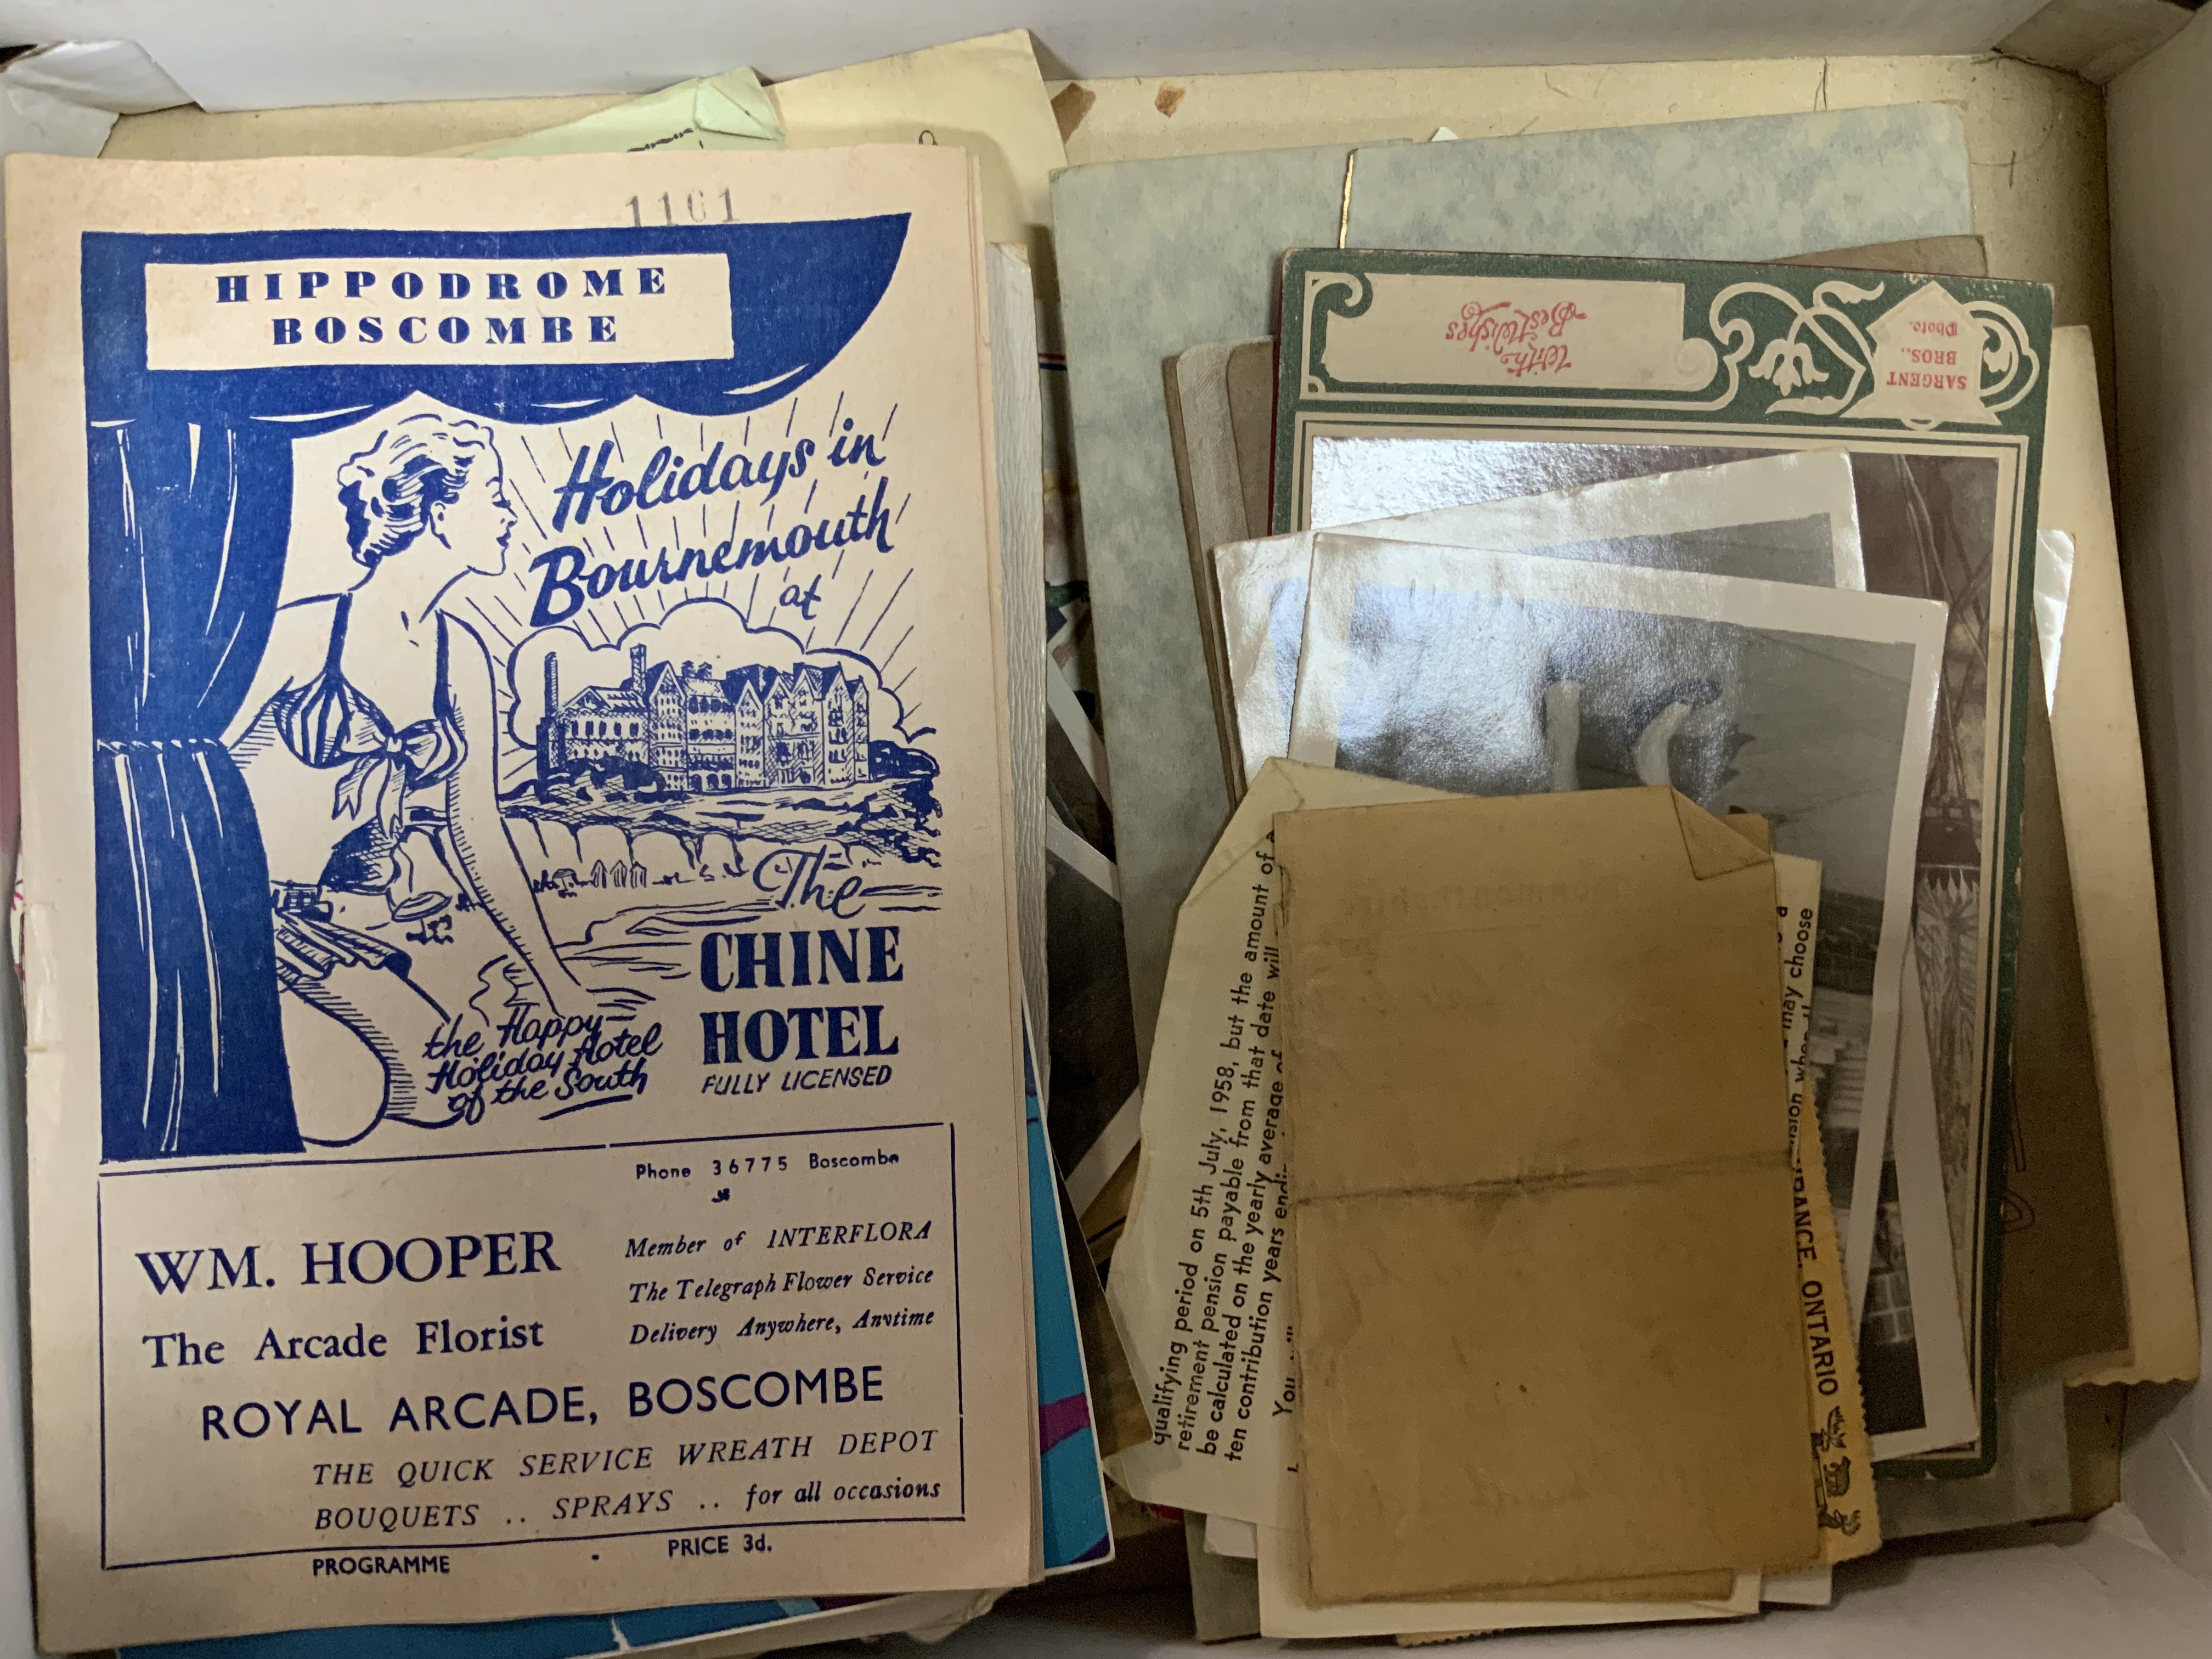 1101
HIPPODROME
BOSCOMBE
Holidays in
Bournemouth
at
The
CHINE
HOTEL
FULLY LICENSED
the Happy
Holiday Hotel
of the South
Phone 36775 Boscombe
WM. HOOPER
The Arcade Florist
Member of INTERFLORA
The Telegraph Flower Service
Delivery Anywhere, Anytime
ROYAL ARCADE, BOSCOMBE
THE QUICK SERVICE WREATH DEPOT
BOUQUETS .. SPRAYS .. for all occasions
PROGRAMME . PRICE 3d.
With
Best Wishes
SARGENT
BROS.,
Photo.
qualifying period on 5th July, 1958, but the amount of a
retirement pension payable from that date will
be calculated on the yearly average of
ten contribution years
You
a
may choose
ONTARIO